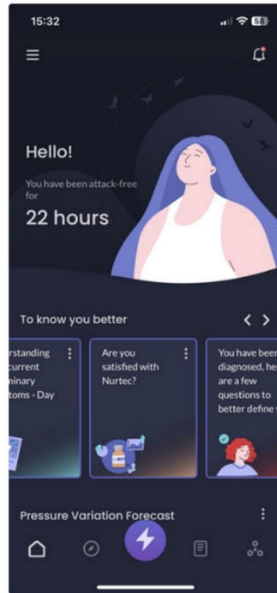 15:32
Hello!
You have been attack-free
for
22 hours
To know you better
rstanding
current
minary
toms - Day
Are you
satisfied with
Nurtec?
You have been
diagnosed, he
are a few
questions to
better define
Pressure Variation Forecast